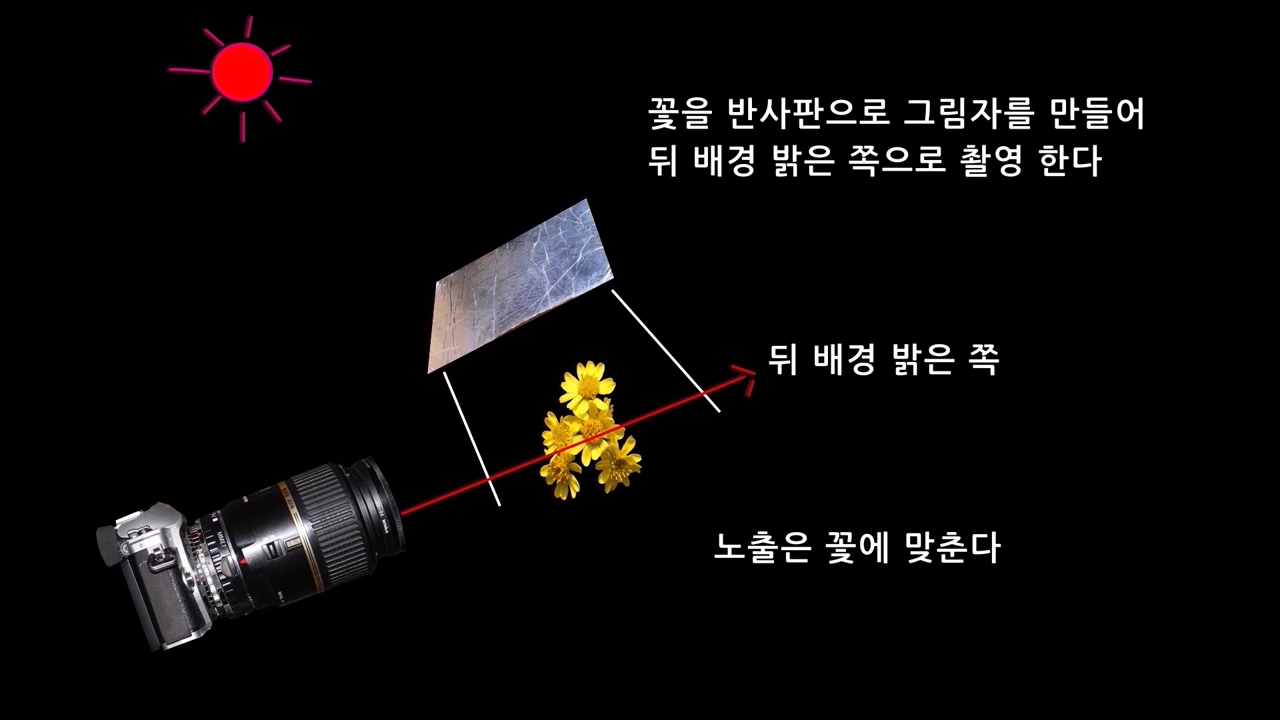 꽃을 반사판으로 그림자를 만들어
뒤 배경 밝은 쪽으로 촬영 한다
뒤 배경 밝은 쪽
노출은 꽃에 맞춘다